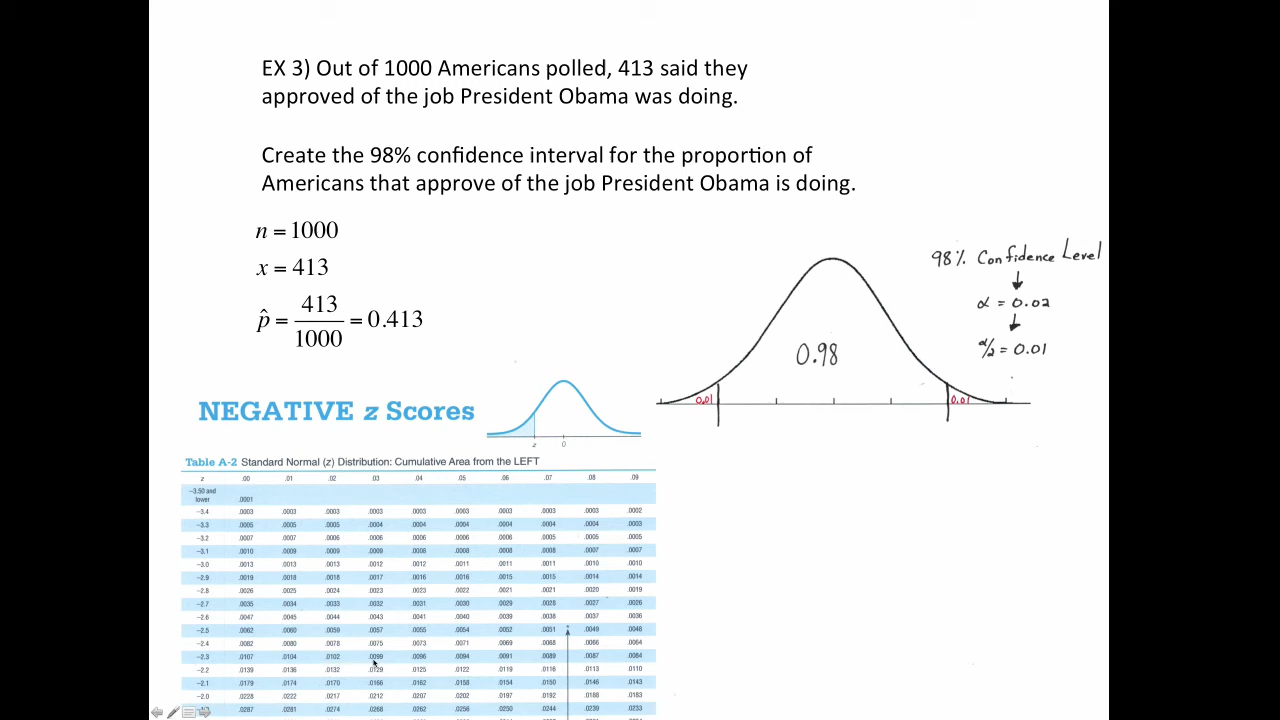 EX 3) Out of 1000 Americans polled, 413 said they
approved of the job President Obama was doing.
Create the 98% confidence interval for the proportion of
Americans that approve of the job President Obama is doing.
n = 1000
x = 413
p̂ = 413/1000 = 0.413
98% Confidence Level
α = 0.02
α/2 = 0.01
0.98
0.01 0.01
NEGATIVE z Scores
z 0
Table A-2 Standard Normal (z) Distribution: Cumulative Area from the LEFT
z .00 .01 .02 .03 .04 .05 .06 .07 .08 .09
−3.50 and
lower .0001
−3.4 .0003 .0003 .0003 .0003 .0003 .0003 .0003 .0003 .0003 .0002
−3.3 .0005 .0005 .0005 .0004 .0004 .0004 .0004 .0004 .0004 .0003
−3.2 .0007 .0007 .0006 .0006 .0006 .0006 .0006 .0005 .0005 .0005
−3.1 .0010 .0009 .0009 .0009 .0008 .0008 .0008 .0008 .0007 .0007
−3.0 .0013 .0013 .0013 .0012 .0012 .0011 .0011 .0011 .0010 .0010
−2.9 .0019 .0018 .0018 .0017 .0016 .0016 .0015 .0015 .0014 .0014
−2.8 .0026 .0025 .0024 .0023 .0023 .0022 .0021 .0021 .0020 .0019
−2.7 .0035 .0034 .0033 .0032 .0031 .0030 .0029 .0028 .0027 .0026
−2.6 .0047 .0045 .0044 .0043 .0041 .0040 .0039 .0038 .0037 .0036
−2.5 .0062 .0060 .0059 .0057 .0055 .0054 .0052 .0051 * .0049 .0048
−2.4 .0082 .0080 .0078 .0075 .0073 .0071 .0069 .0068 .0066 .0064
−2.3 .0107 .0104 .0102 .0099 .0096 .0094 .0091 .0089 .0087 .0084
−2.2 .0139 .0136 .0132 .0129 .0125 .0122 .0119 .0116 .0113 .0110
−2.1 .0179 .0174 .0170 .0166 .0162 .0158 .0154 .0150 .0146 .0143
−2.0 .0228 .0222 .0217 .0212 .0207 .0202 .0197 .0192 .0188 .0183
.0287 .0281 .0274 .0268 .0262 .0256 .0250 .0244 .0239 .0233